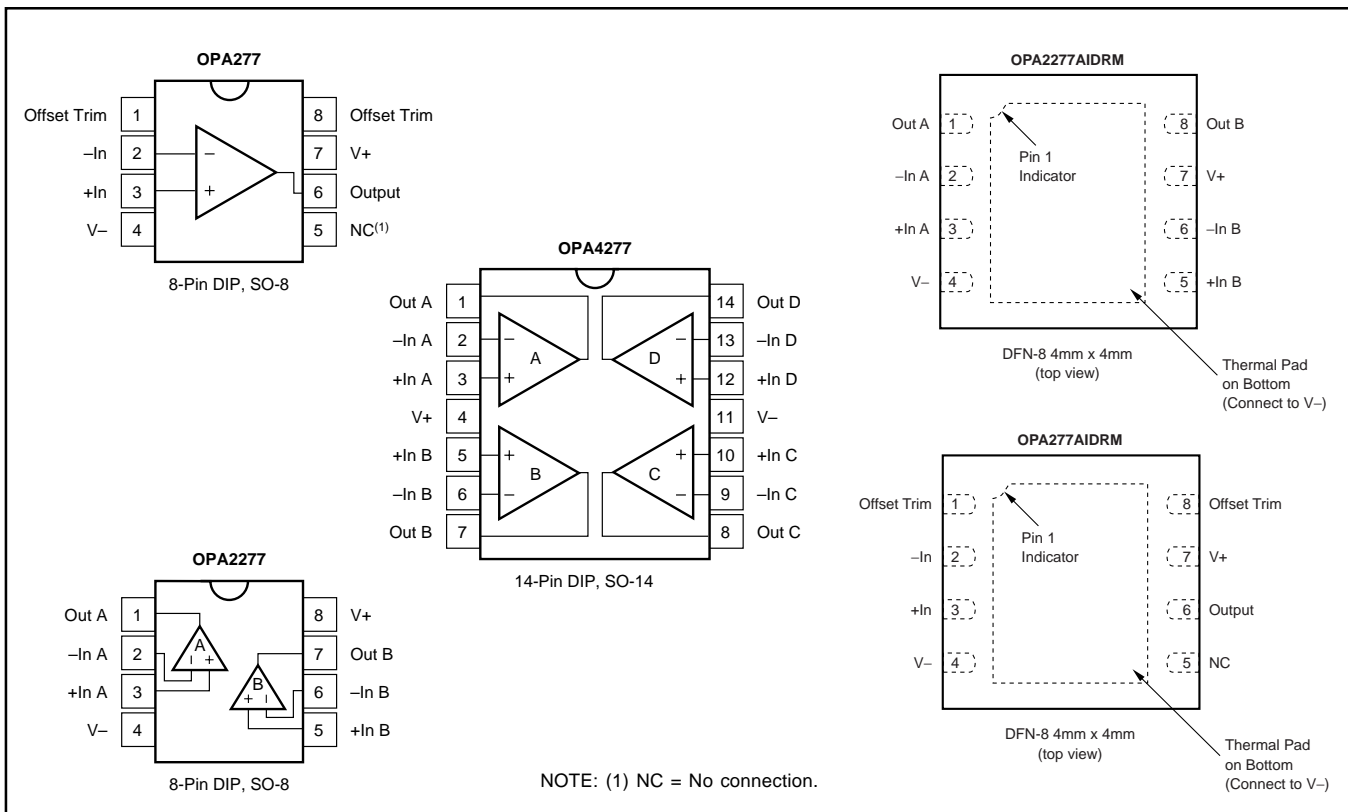 OPA277
Offset Trim 1 8 Offset Trim
–In 2 – 7 V+
+In 3 + 6 Output
V– 4 5 NC(1)
8-Pin DIP, SO-8
OPA4277
Out A 1 14 Out D
–In A 2 – A D – 13 –In D
+In A 3 + + 12 +In D
V+ 4 11 V–
+In B 5 + B C + 10 +In C
–In B 6 – – 9 –In C
Out B 7 8 Out C
14-Pin DIP, SO-14
OPA2277
Out A 1 8 V+
–In A 2 A – + 7 Out B
+In A 3 B + – 6 –In B
V– 4 5 +In B
8-Pin DIP, SO-8
OPA2277AIDRM
Out A 1 8 Out B
Pin 1
Indicator
–In A 2 7 V+
+In A 3 6 –In B
V– 4 5 +In B
DFN-8 4mm x 4mm
(top view)
Thermal Pad
on Bottom
(Connect to V–)
OPA277AIDRM
Offset Trim 1 8 Offset Trim
Pin 1
Indicator
–In 2 7 V+
+In 3 6 Output
V– 4 5 NC
DFN-8 4mm x 4mm
(top view)
Thermal Pad
on Bottom
(Connect to V–)
NOTE: (1) NC = No connection.